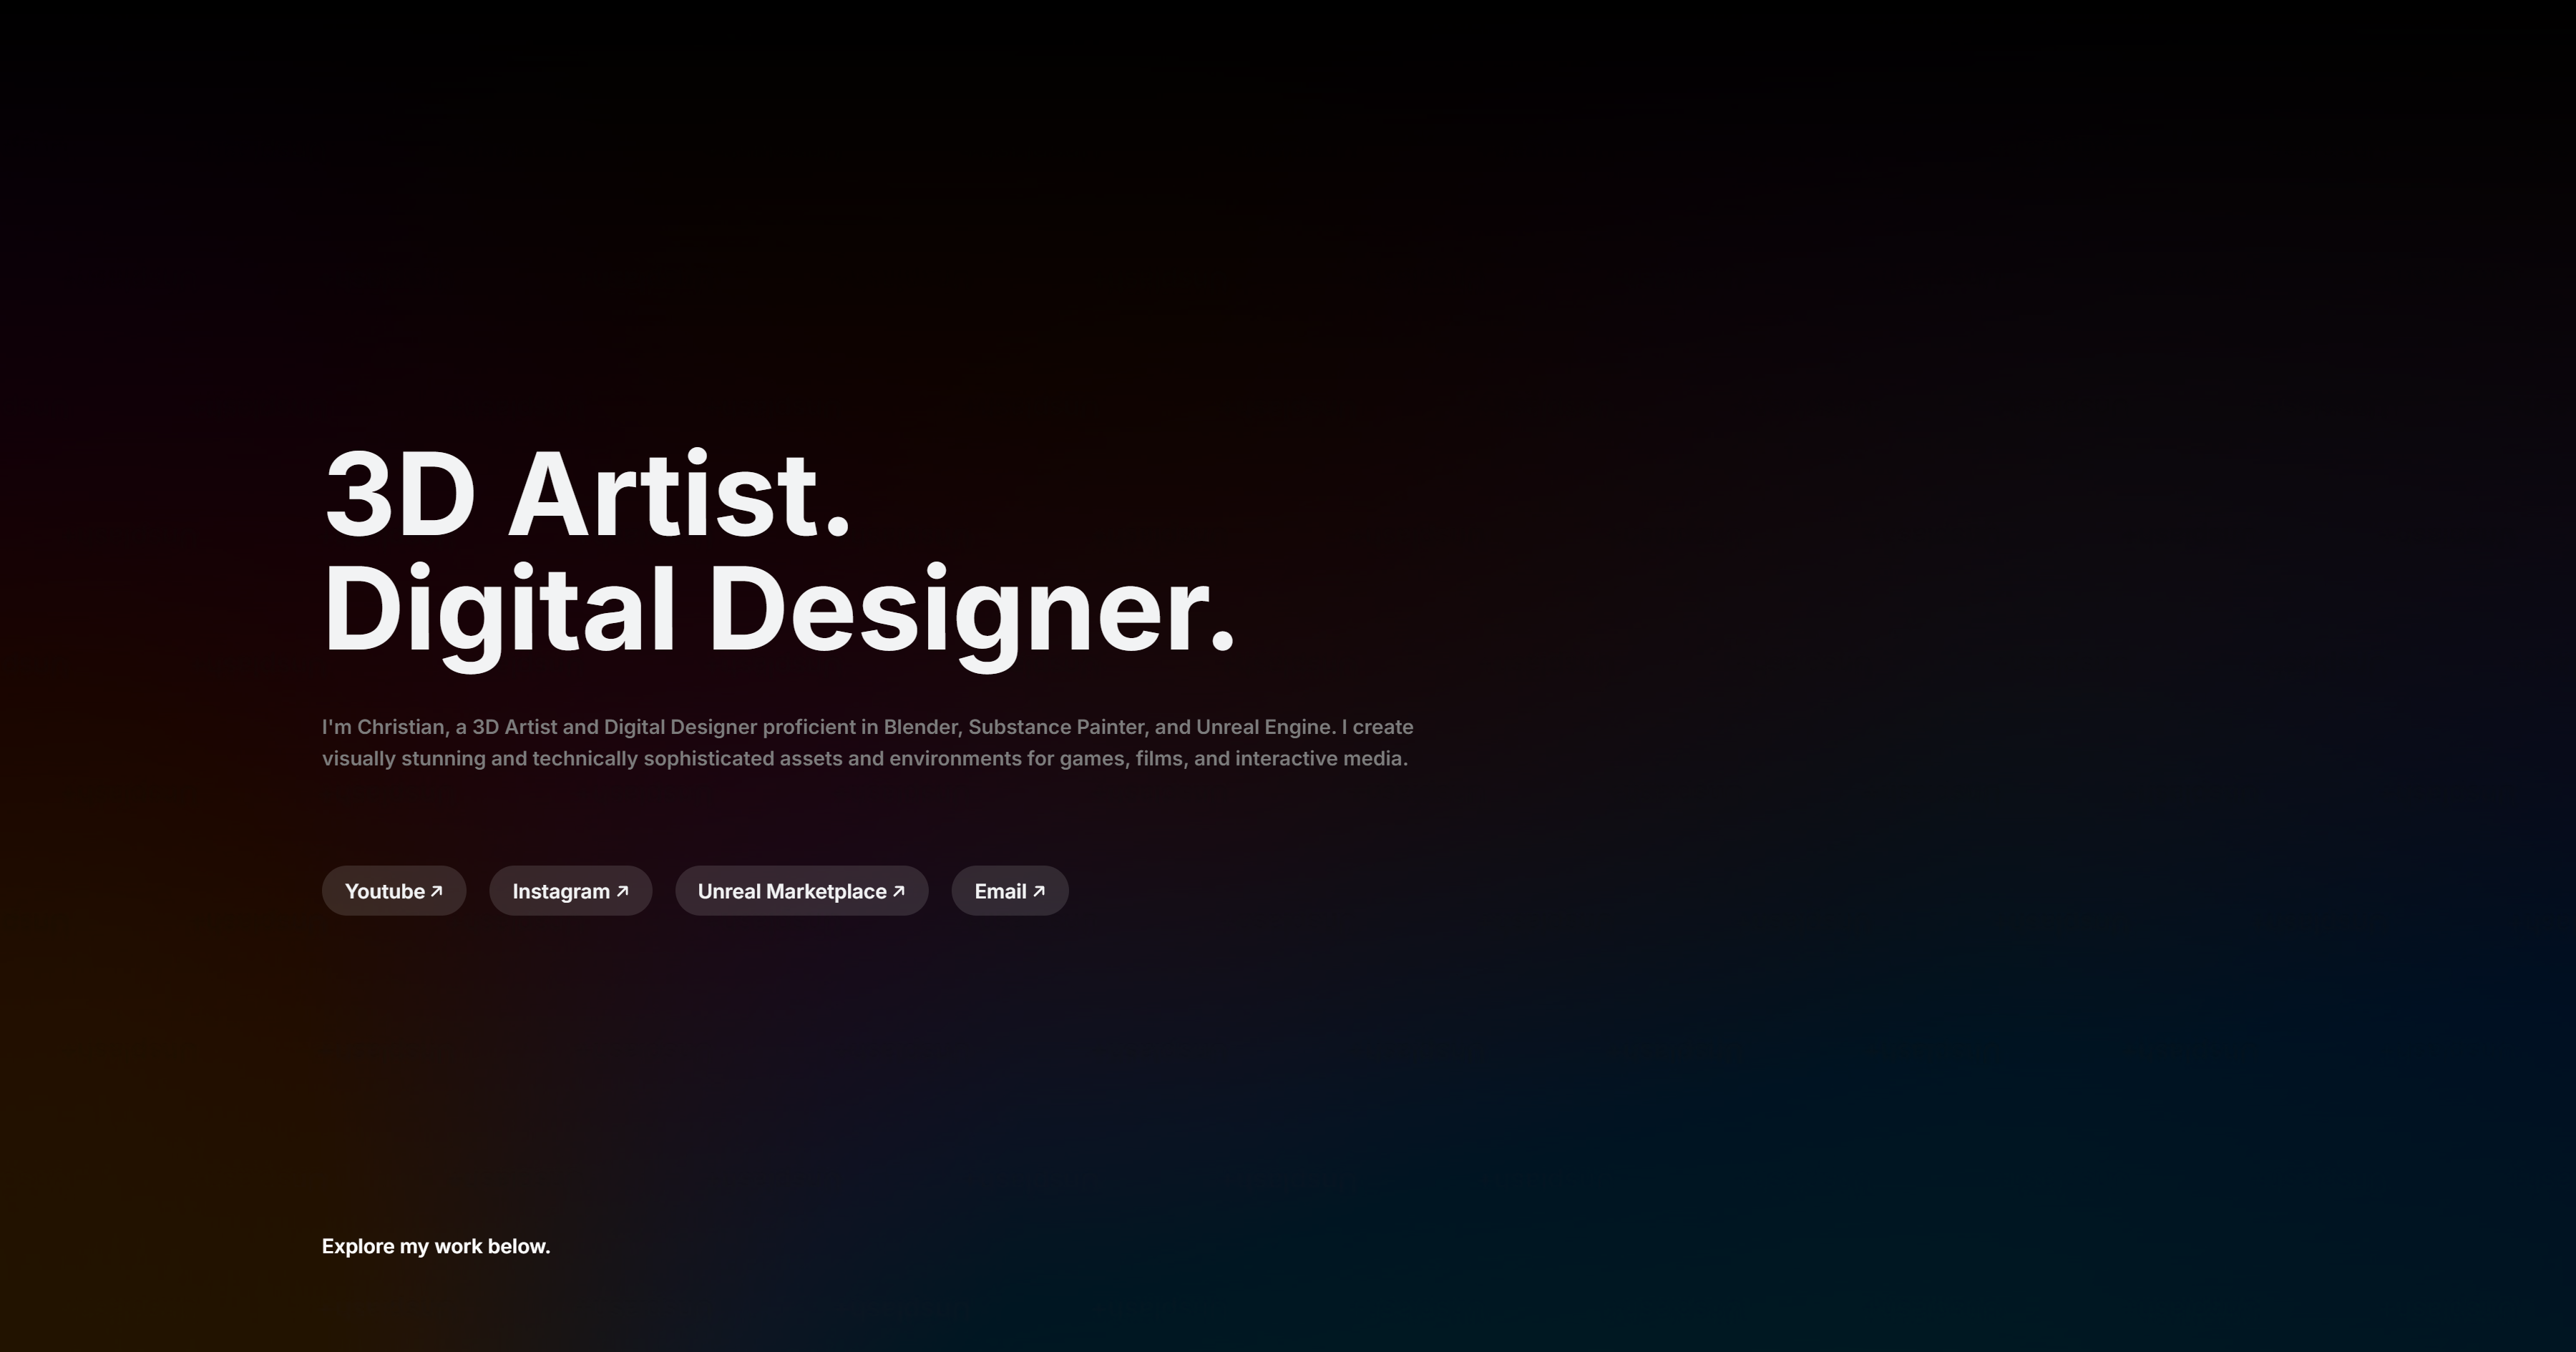 3D Artist.
Digital Designer.
I'm Christian, a 3D Artist and Digital Designer proficient in Blender, Substance Painter, and Unreal Engine. I create
visually stunning and technically sophisticated assets and environments for games, films, and interactive media.
Youtube ↗ Instagram ↗ Unreal Marketplace ↗ Email ↗
Explore my work below.